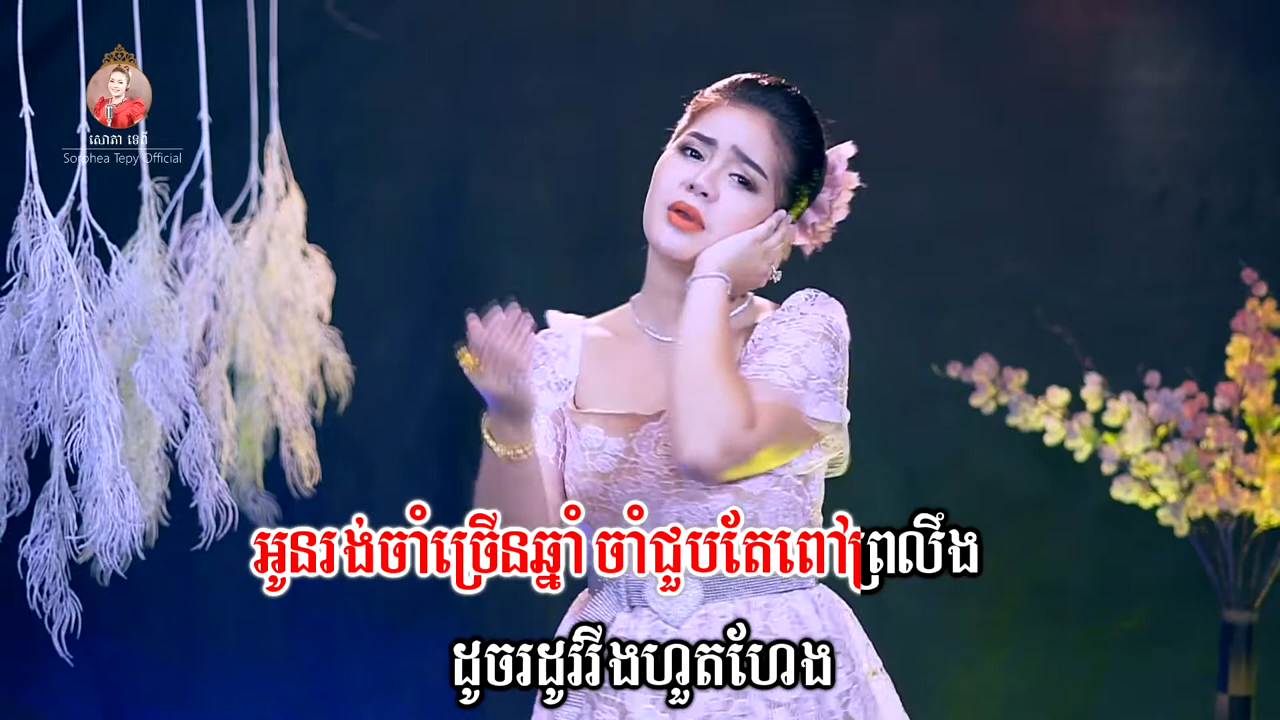 សោភា ទេពី
Sorphea Tepy Official
អូនរង់ចាំច្រើនឆ្នាំ ចាំជួបតែពៅព្រលឹង
ដូចរដូវរីងហួតហែង